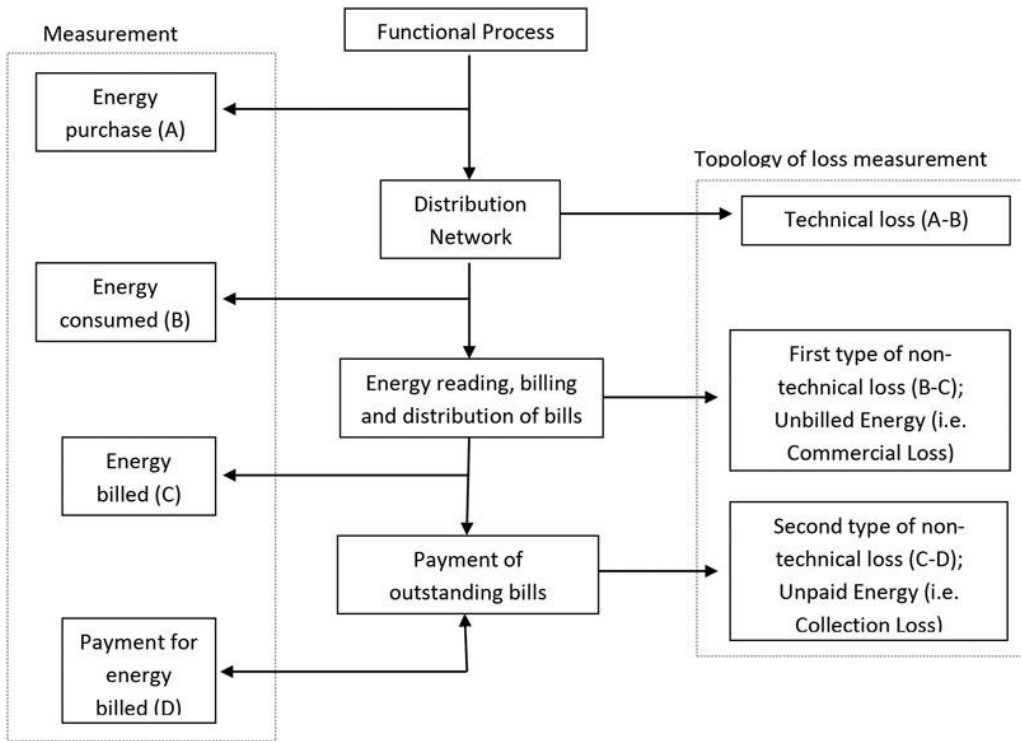 Measurement
Functional Process
Energy
purchase (A)
Topology of loss measurement
Distribution
Network
Technical loss (A-B)
Energy
consumed (B)
Energy reading, billing
and distribution of bills
First type of non-
technical loss (B-C);
Unbilled Energy (i.e.
Commercial Loss)
Energy
billed (C)
Payment of
outstanding bills
Second type of non-
technical loss (C-D);
Unpaid Energy (i.e.
Collection Loss)
Payment for
energy
billed (D)